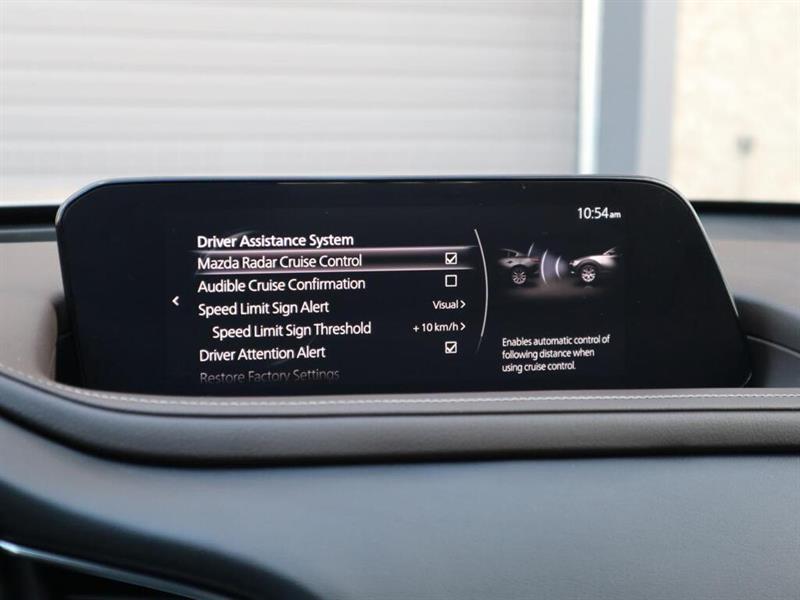 10:54am
Driver Assistance System
Mazda Radar Cruise Control
Audible Cruise Confirmation
Speed Limit Sign Alert Visual
Speed Limit Sign Threshold +10 km/h
Driver Attention Alert
Restore Factory Settings
Enables automatic control of
following distance when
using cruise control.